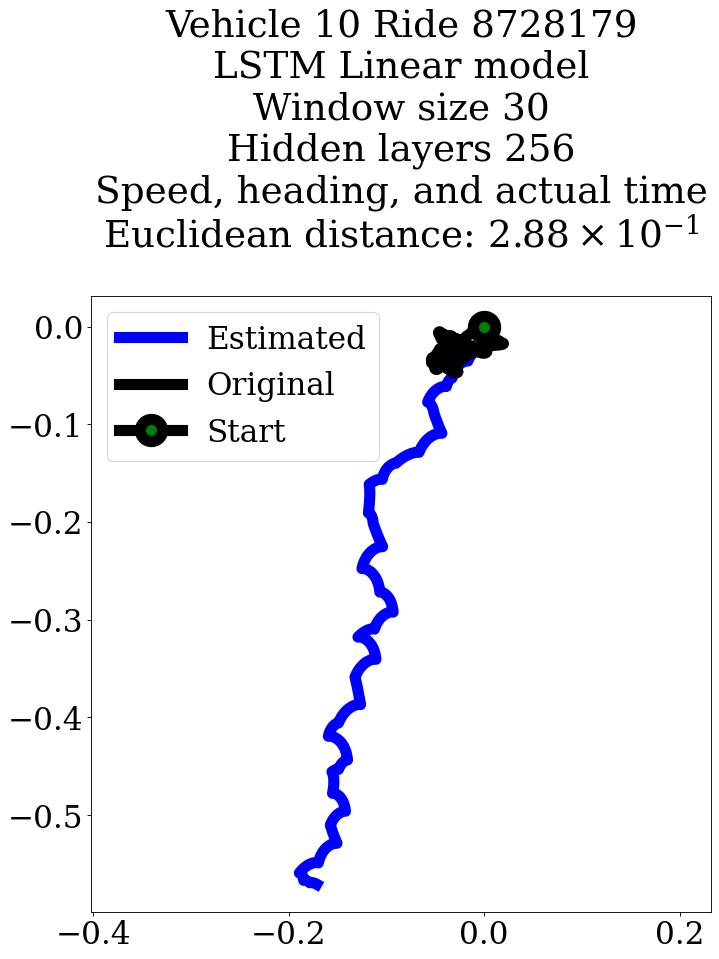 Vehicle 10 Ride 8728179
LSTM Linear model
Window size 30
Hidden layers 256
Speed, heading, and actual time
Euclidean distance: 2.88 × 10⁻¹
Estimated
Original
Start
0.0
−0.1
−0.2
−0.3
−0.4
−0.5
−0.4 −0.2 0.0 0.2